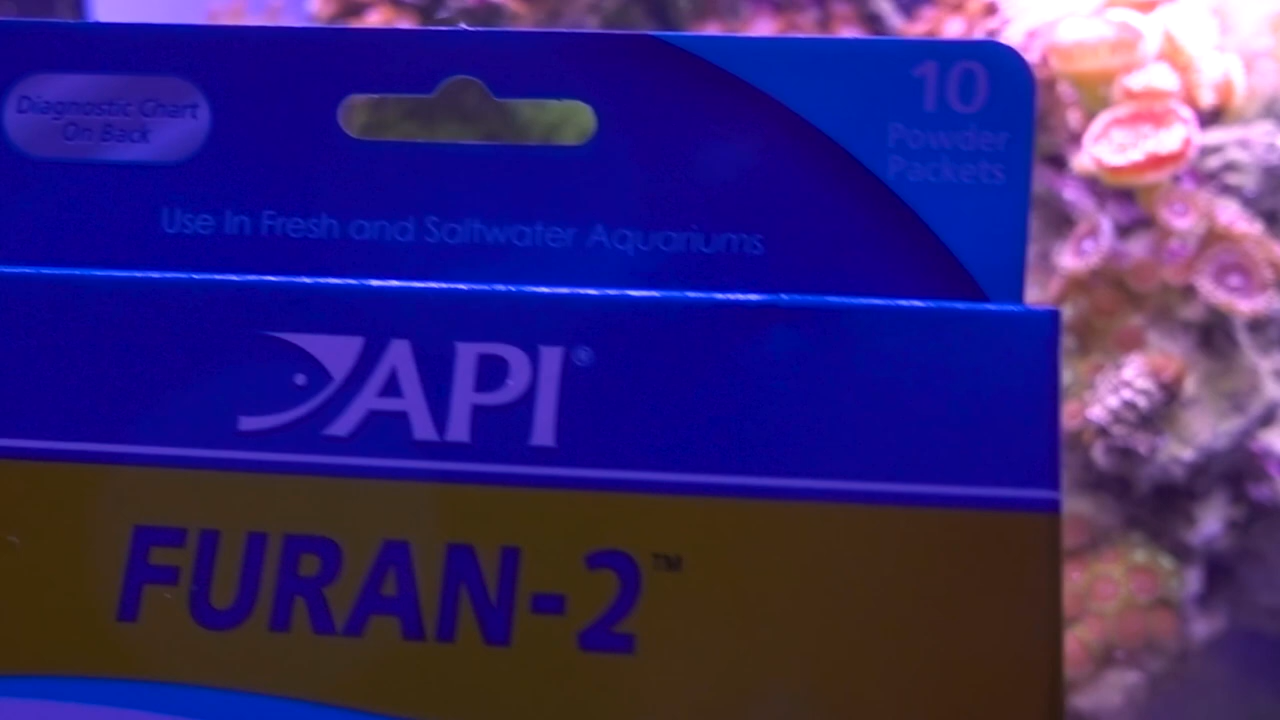 Diagnostic Chart
On Back
10
Powder
Packets
Use In Fresh and Saltwater Aquariums
API®
FURAN-2™